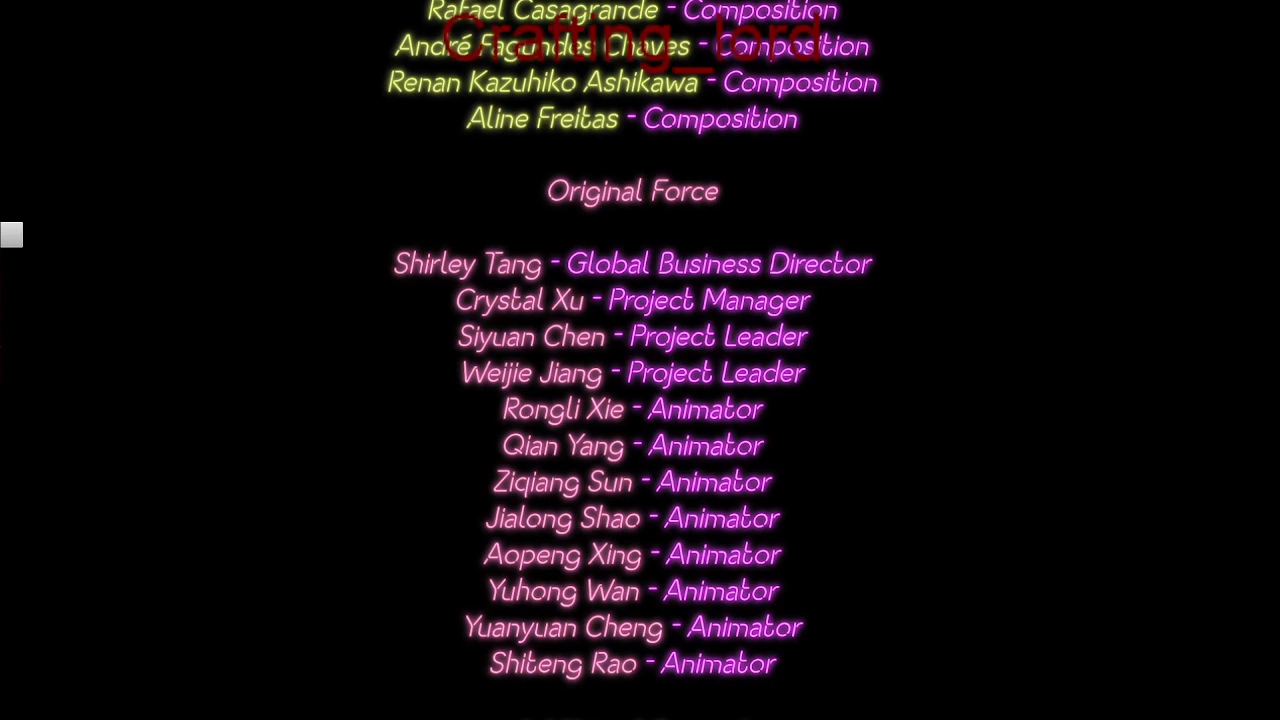 Rafael Casagrande - Composition
Crafting_lord
André Fagundes Chaves - Composition
Renan Kazuhiko Ashikawa - Composition
Aline Freitas - Composition
Original Force
Shirley Tang - Global Business Director
Crystal Xu - Project Manager
Siyuan Chen - Project Leader
Weijie Jiang - Project Leader
Rongli Xie - Animator
Qian Yang - Animator
Ziqiang Sun - Animator
Jialong Shao - Animator
Aopeng Xing - Animator
Yuhong Wan - Animator
Yuanyuan Cheng - Animator
Shiteng Rao - Animator